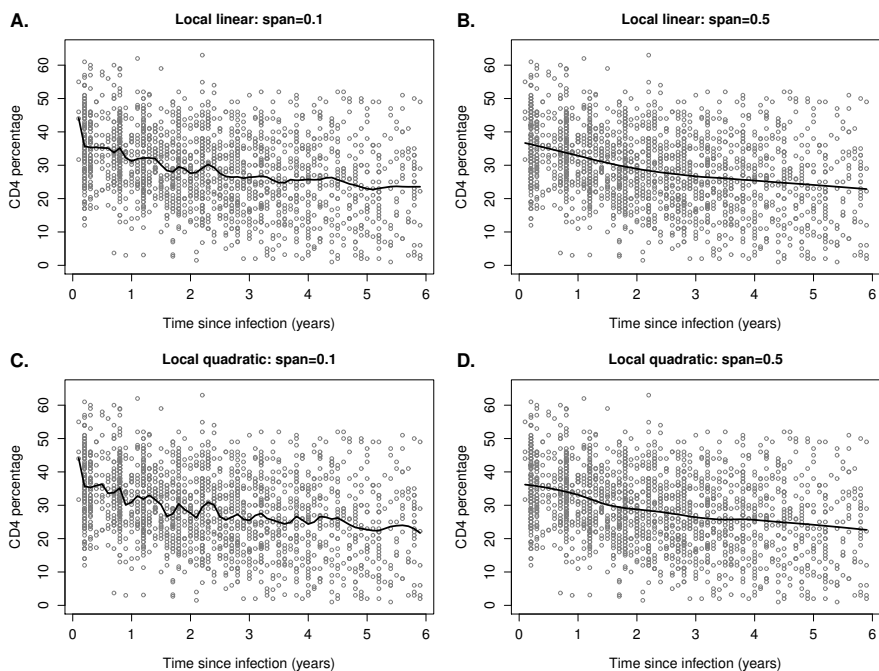 A.
Local linear: span=0.1
CD4 percentage
60
50
40
30
20
10
0
0 1 2 3 4 5 6
Time since infection (years)
B.
Local linear: span=0.5
CD4 percentage
60
50
40
30
20
10
0
0 1 2 3 4 5 6
Time since infection (years)
C.
Local quadratic: span=0.1
CD4 percentage
60
50
40
30
20
10
0
0 1 2 3 4 5 6
Time since infection (years)
D.
Local quadratic: span=0.5
CD4 percentage
60
50
40
30
20
10
0
0 1 2 3 4 5 6
Time since infection (years)